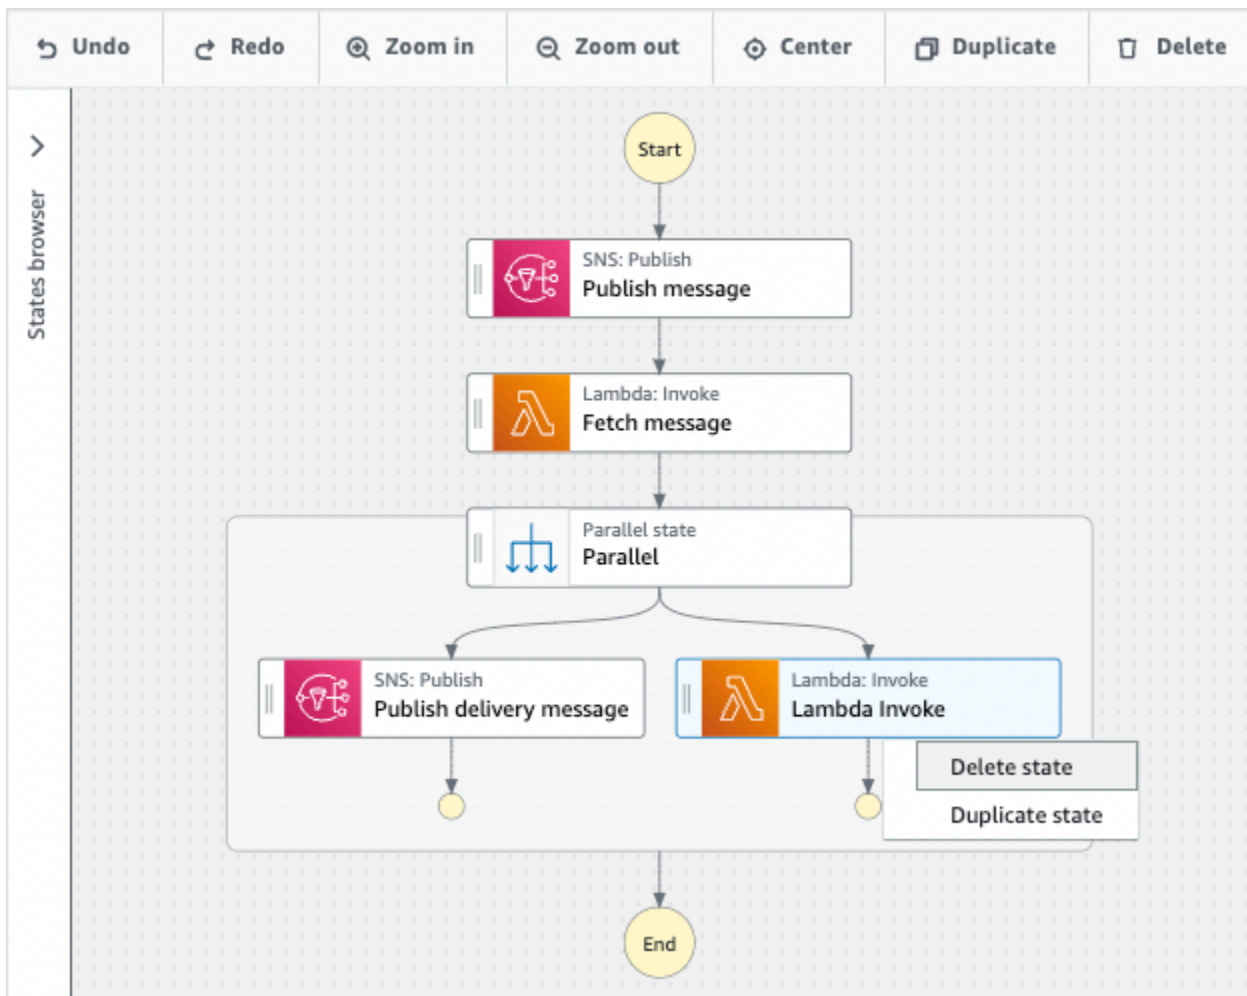 Undo
Redo
Zoom in
Zoom out
Center
Duplicate
Delete
States browser
Start
SNS: Publish
Publish message
Lambda: Invoke
Fetch message
Parallel state
Parallel
SNS: Publish
Publish delivery message
Lambda: Invoke
Lambda Invoke
Delete state
Duplicate state
End